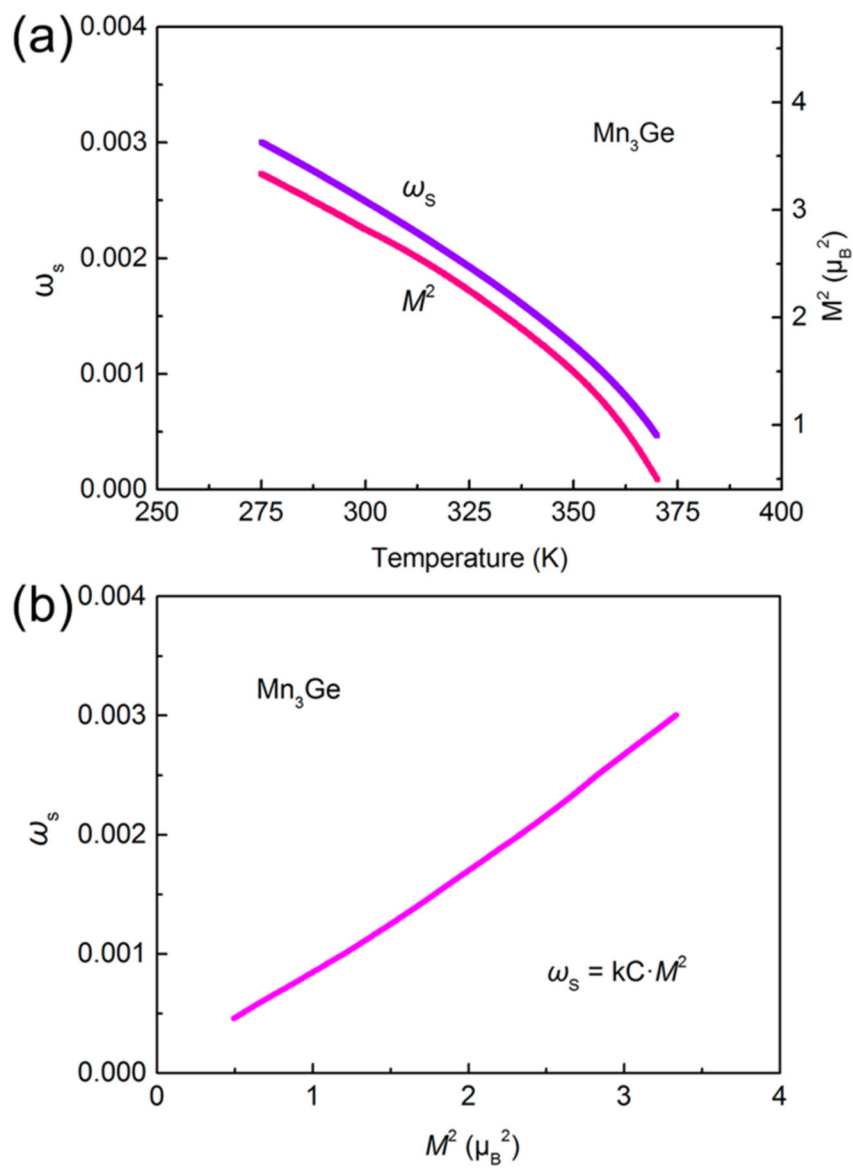 (a)
0.004
0.003
0.002
0.001
0.000
ωs
Mn₃Ge
ωS
M²
4
3
2
1
M² (μB²)
250 275 300 325 350 375 400
Temperature (K)
(b)
0.004
0.003
0.002
0.001
0.000
ωs
Mn₃Ge
ωS = kC·M²
0 1 2 3 4
M² (μB²)